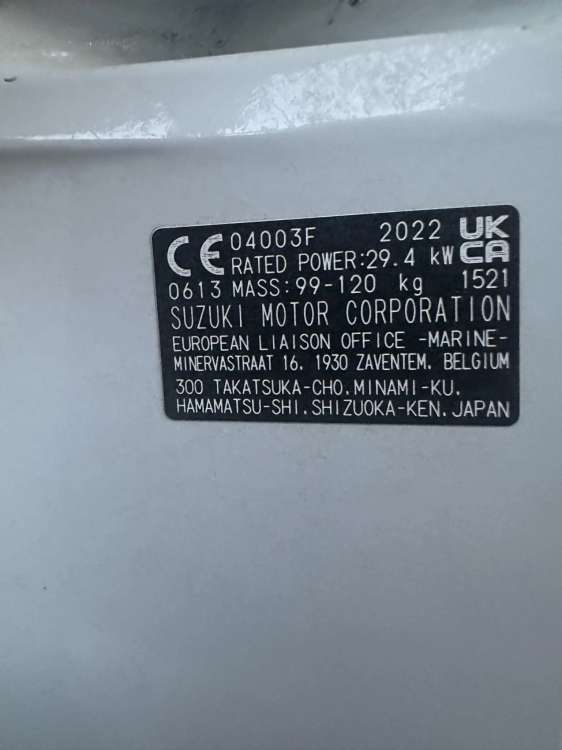 CE 04003F 2022 UK
RATED POWER:29.4 kW CA
0613 MASS:99-120 kg 1521
SUZUKI MOTOR CORPORATION
EUROPEAN LIAISON OFFICE -MARINE-
MINERVASTRAAT 16, 1930 ZAVENTEM, BELGIUM
300 TAKATSUKA-CHO,MINAMI-KU,
HAMAMATSU-SHI,SHIZUOKA-KEN,JAPAN